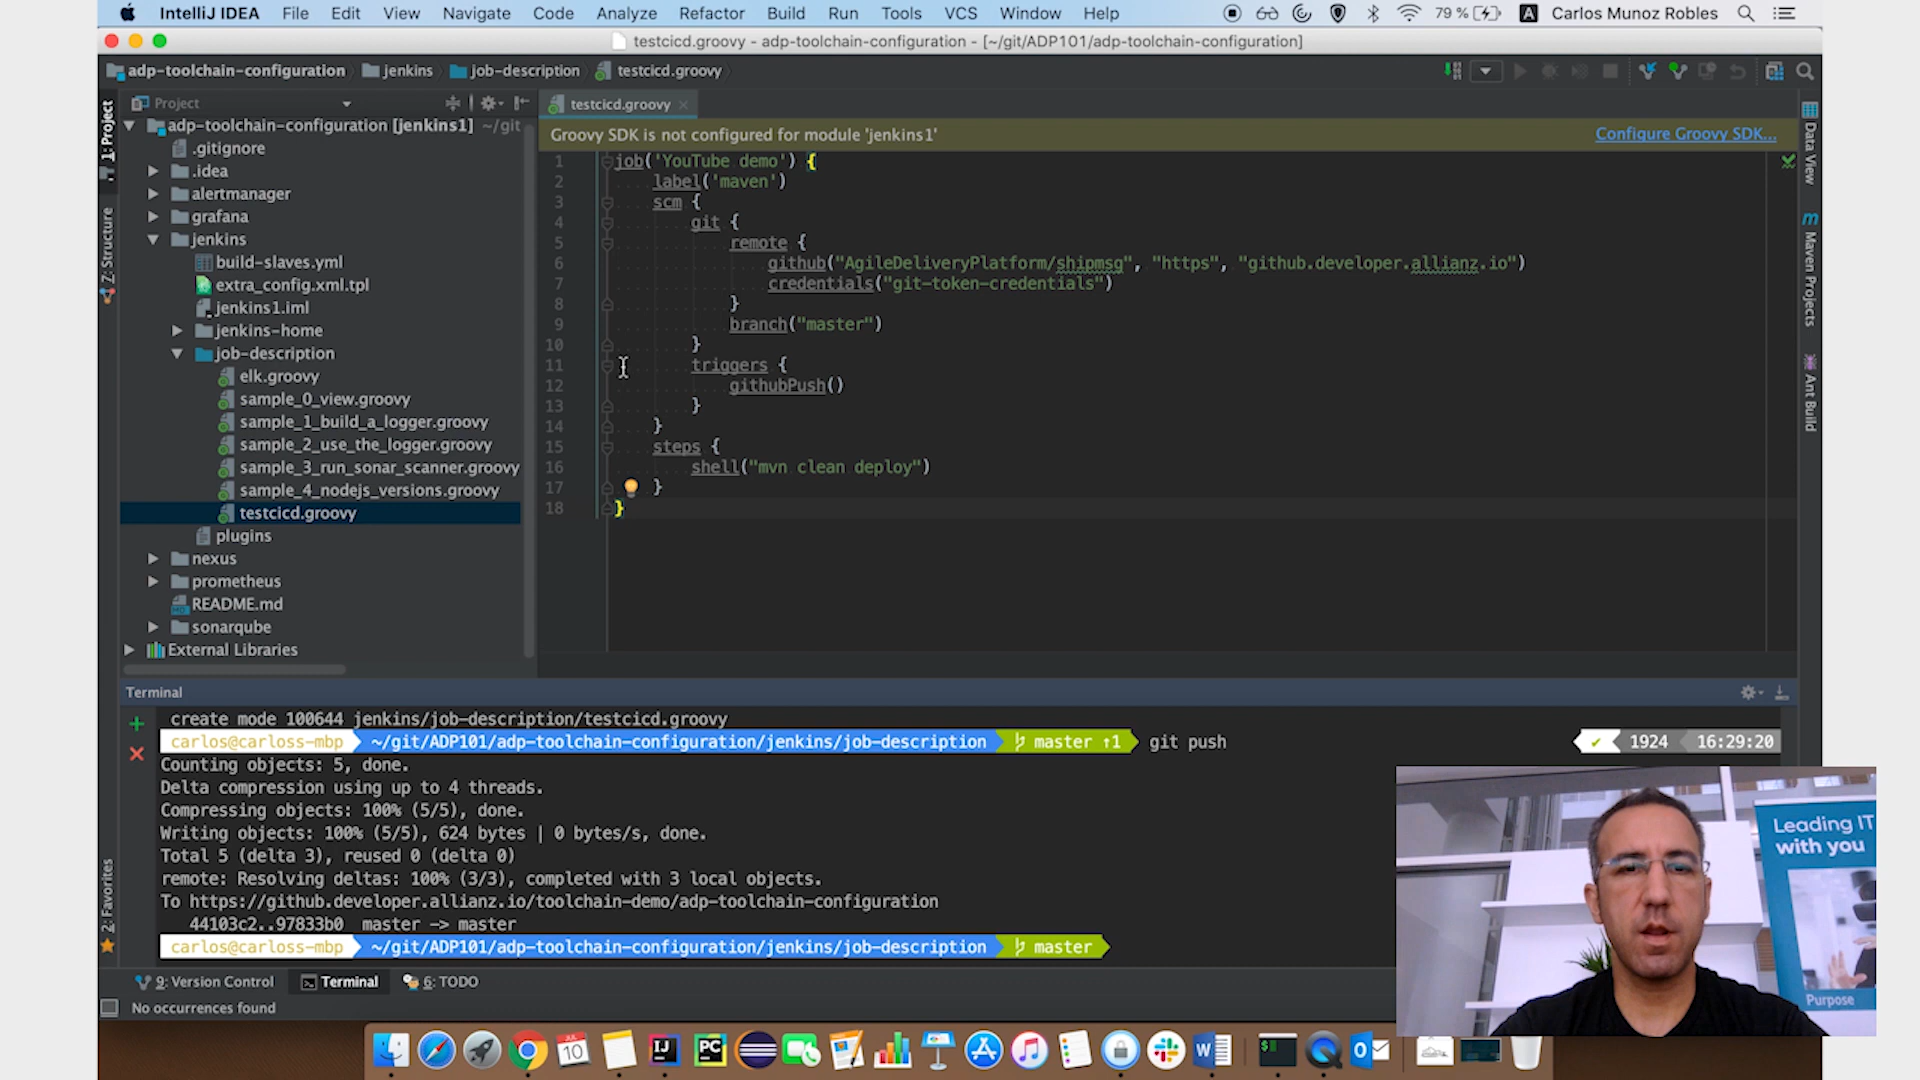 IntelliJ IDEA File Edit View Navigate Code Analyze Refactor Build Run Tools VCS Window Help 79 % A Carlos Munoz Robles
testcicd.groovy - adp-toolchain-configuration - [~/git/ADP101/adp-toolchain-configuration]
adp-toolchain-configuration jenkins job-description testcicd.groovy
Project
testcicd.groovy
Groovy SDK is not configured for module 'jenkins1'
Configure Groovy SDK...
1: Project
Z: Structure
2: Favorites
adp-toolchain-configuration [jenkins1] ~/git
.gitignore
.idea
alertmanager
grafana
jenkins
build-slaves.yml
extra_config.xml.tpl
jenkins1.iml
jenkins-home
job-description
elk.groovy
sample_0_view.groovy
sample_1_build_a_logger.groovy
sample_2_use_the_logger.groovy
sample_3_run_sonar_scanner.groovy
sample_4_nodejs_versions.groovy
testcicd.groovy
plugins
nexus
prometheus
README.md
sonarqube
External Libraries
1 job('YouTube demo') {
2 label('maven')
3 scm {
4 git {
5 remote {
6 github("AgileDeliveryPlatform/shipmsg", "https", "github.developer.allianz.io")
7 credentials("git-token-credentials")
8 }
9 branch("master")
10 }
11 triggers {
12 githubPush()
13 }
14 }
15 steps {
16 shell("mvn clean deploy")
17 }
18 }
Data View
m Maven Projects
Ant Build
Terminal
create mode 100644 jenkins/job-description/testcicd.groovy
carlos@carloss-mbp ~/git/ADP101/adp-toolchain-configuration/jenkins/job-description master ↑1 git push ✓ 1924 16:29:20
Counting objects: 5, done.
Delta compression using up to 4 threads.
Compressing objects: 100% (5/5), done.
Writing objects: 100% (5/5), 624 bytes | 0 bytes/s, done.
Total 5 (delta 3), reused 0 (delta 0)
remote: Resolving deltas: 100% (3/3), completed with 3 local objects.
To https://github.developer.allianz.io/toolchain-demo/adp-toolchain-configuration
44103c2..97833b0 master -> master
carlos@carloss-mbp ~/git/ADP101/adp-toolchain-configuration/jenkins/job-description master
9: Version Control Terminal 6: TODO
No occurrences found
Leading IT
with you
Purpose
JUL
10
IJ
PC
W
$
O